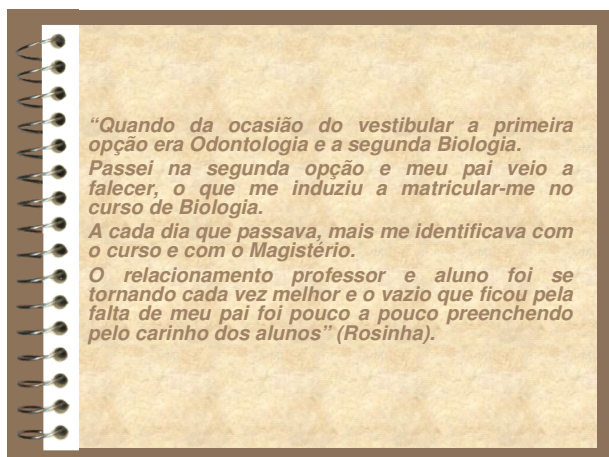 “Quando da ocasião do vestibular a primeira
opção era Odontologia e a segunda Biologia.
Passei na segunda opção e meu pai veio a
falecer, o que me induziu a matricular-me no
curso de Biologia.
A cada dia que passava, mais me identificava com
o curso e com o Magistério.
O relacionamento professor e aluno foi se
tornando cada vez melhor e o vazio que ficou pela
falta de meu pai foi pouco a pouco preenchendo
pelo carinho dos alunos” (Rosinha).